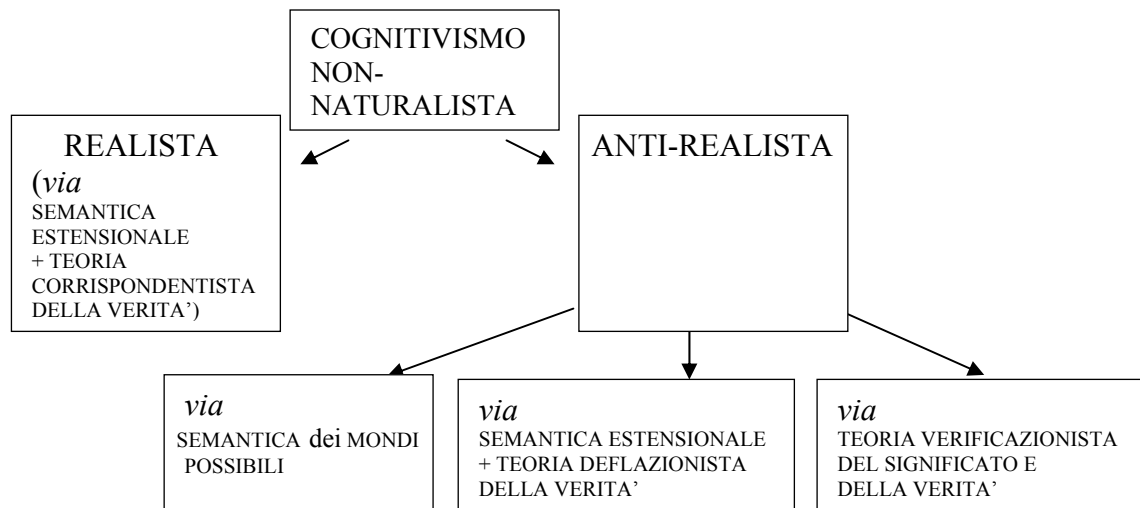 COGNITIVISMO
NON-
NATURALISTA
REALISTA
(via
SEMANTICA
ESTENSIONALE
+ TEORIA
CORRISPONDENTISTA
DELLA VERITA’)
ANTI-REALISTA
via
SEMANTICA dei MONDI
POSSIBILI
via
SEMANTICA ESTENSIONALE
+ TEORIA DEFLAZIONISTA
DELLA VERITA’
via
TEORIA VERIFICAZIONISTA
DEL SIGNIFICATO E
DELLA VERITA’